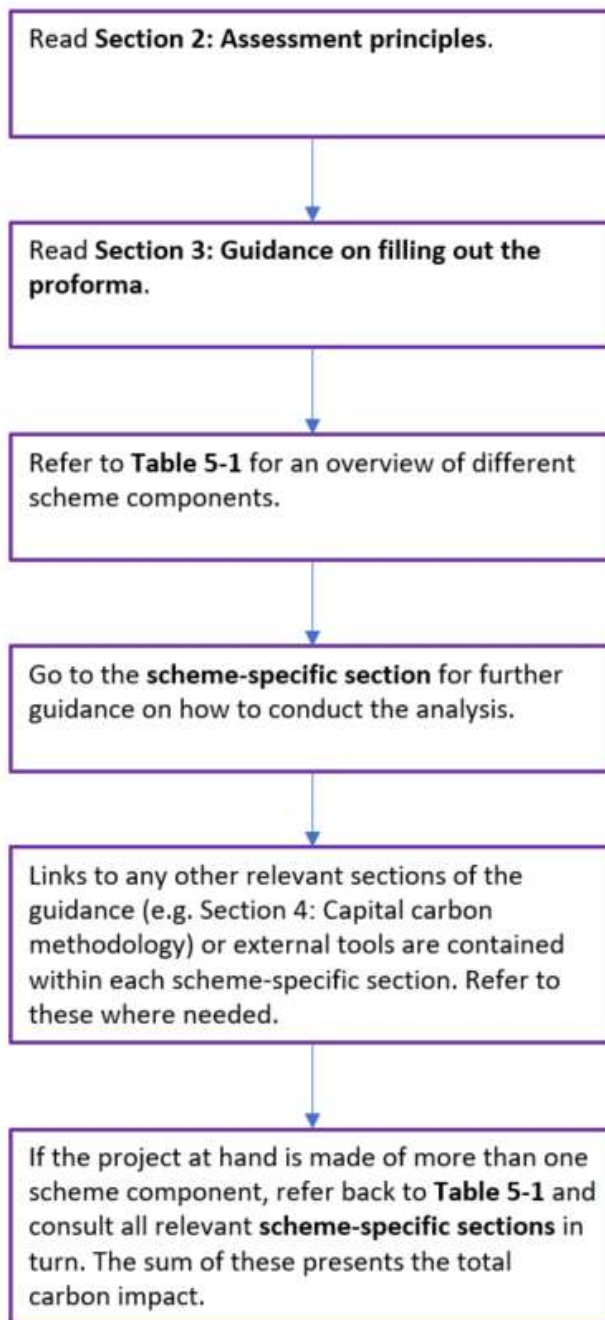 Read Section 2: Assessment principles.
Read Section 3: Guidance on filling out the
proforma.
Refer to Table 5-1 for an overview of different
scheme components.
Go to the scheme-specific section for further
guidance on how to conduct the analysis.
Links to any other relevant sections of the
guidance (e.g. Section 4: Capital carbon
methodology) or external tools are contained
within each scheme-specific section. Refer to
these where needed.
If the project at hand is made of more than one
scheme component, refer back to Table 5-1 and
consult all relevant scheme-specific sections in
turn. The sum of these presents the total
carbon impact.